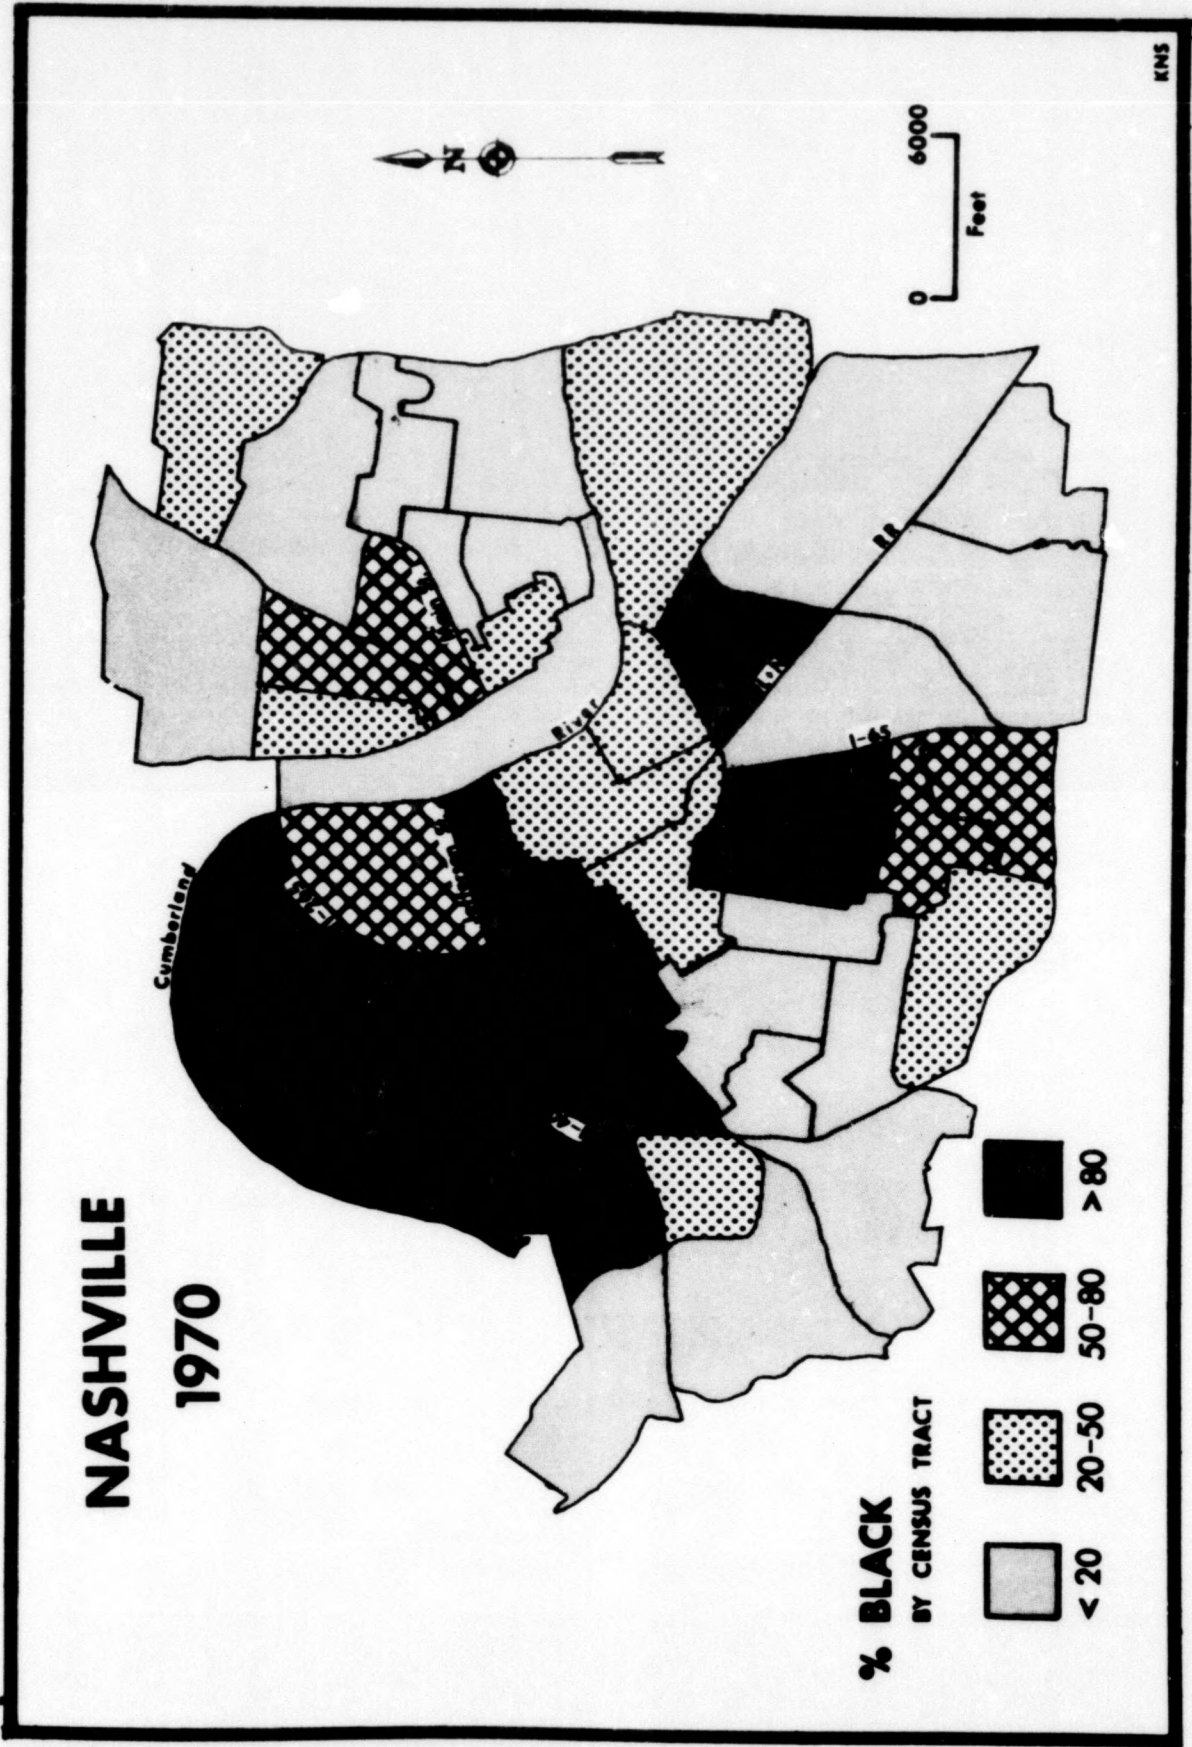 NASHVILLE
1970
Cumberland
River
I-65
RR
N
0 6000
Feet
% BLACK
BY CENSUS TRACT
< 20 20-50 50-80 >80
KNS